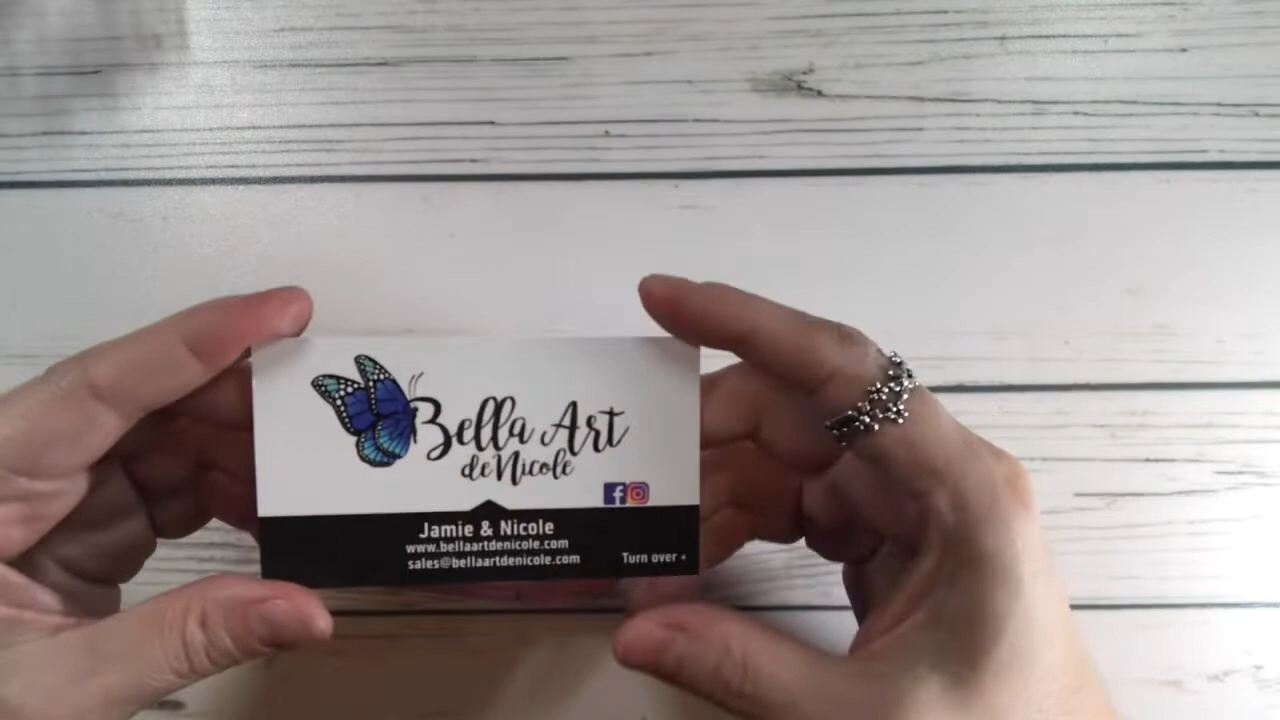 Bella Art
deNicole
Jamie & Nicole
www.bellaartdenicole.com
sales@bellaartdenicole.com
Turn over